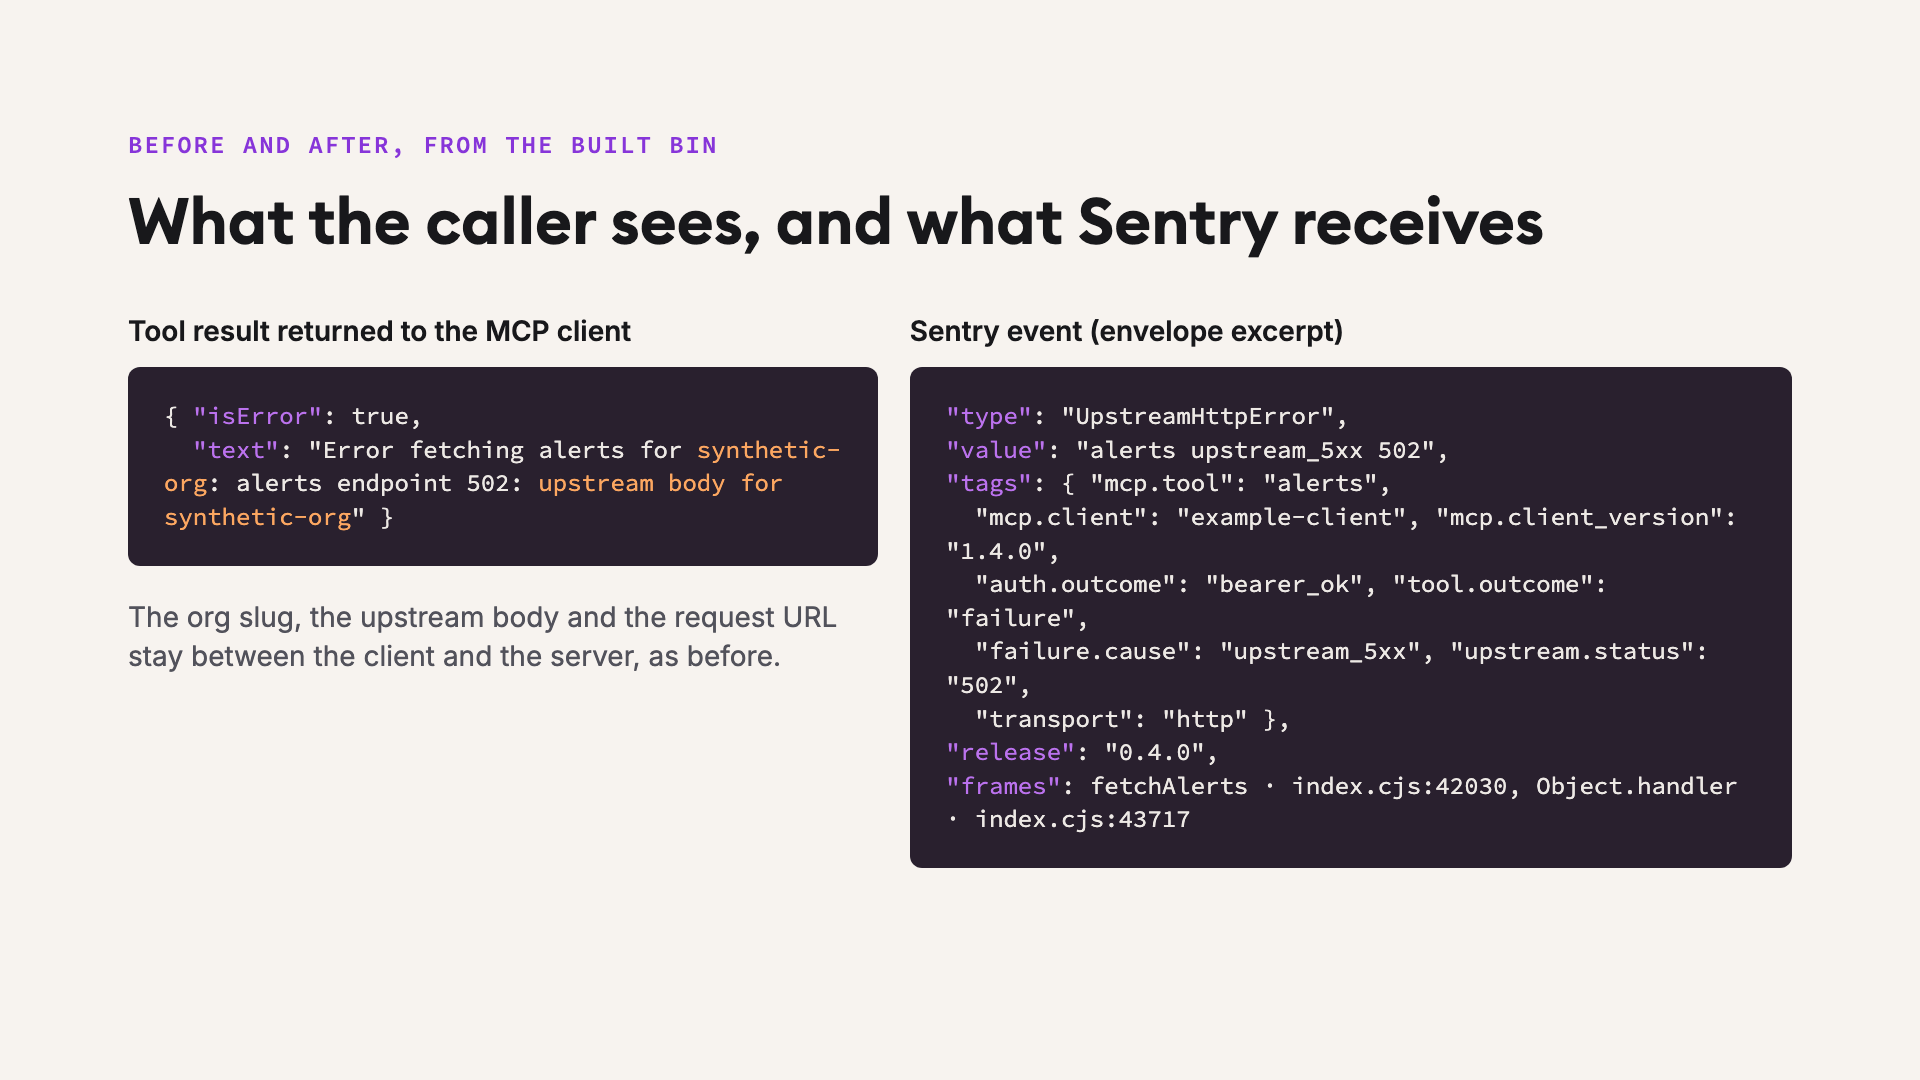 BEFORE AND AFTER, FROM THE BUILT BIN
What the caller sees, and what Sentry receives
Tool result returned to the MCP client
{ "isError": true,
  "text": "Error fetching alerts for synthetic-
org: alerts endpoint 502: upstream body for
synthetic-org" }
The org slug, the upstream body and the request URL
stay between the client and the server, as before.
Sentry event (envelope excerpt)
"type": "UpstreamHttpError",
"value": "alerts upstream_5xx 502",
"tags": { "mcp.tool": "alerts",
  "mcp.client": "example-client", "mcp.client_version":
"1.4.0",
  "auth.outcome": "bearer_ok", "tool.outcome":
"failure",
  "failure.cause": "upstream_5xx", "upstream.status":
"502",
  "transport": "http" },
"release": "0.4.0",
"frames": fetchAlerts · index.cjs:42030, Object.handler
· index.cjs:43717